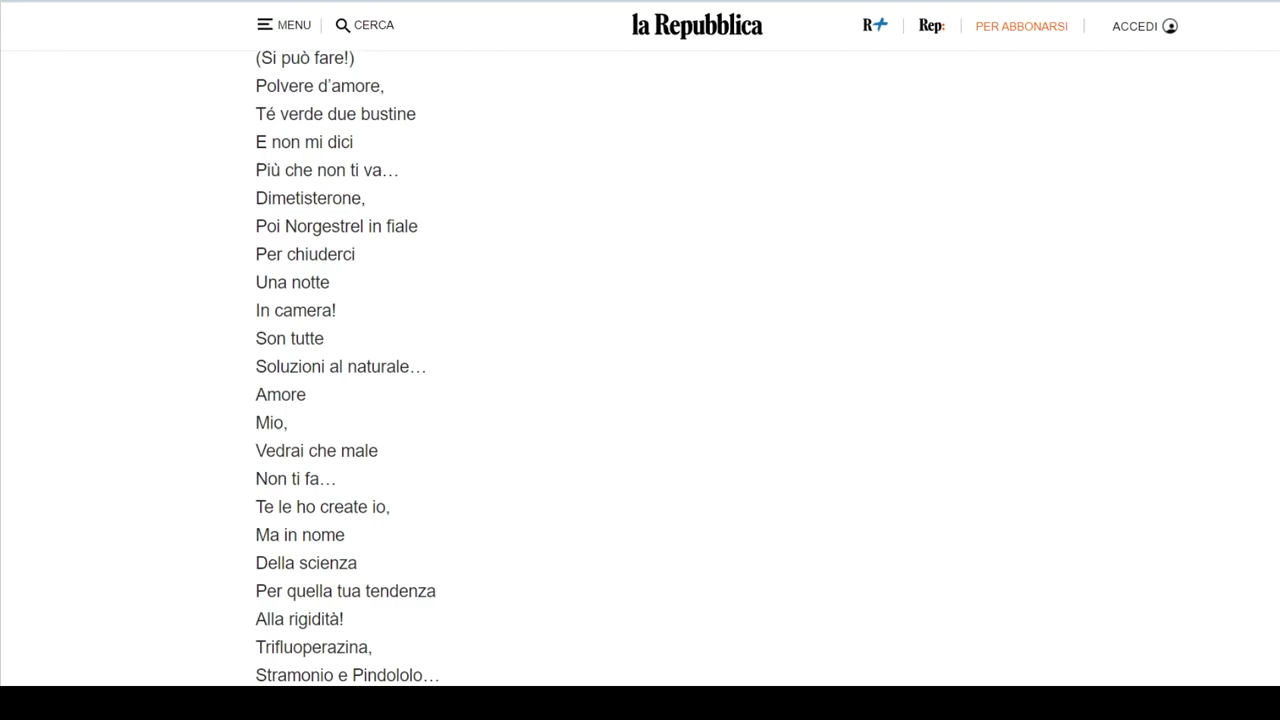 MENU
CERCA
la Repubblica
R+
Rep:
PER ABBONARSI
ACCEDI
(Si può fare!)
Polvere d’amore,
Té verde due bustine
E non mi dici
Più che non ti va…
Dimetisterone,
Poi Norgestrel in fiale
Per chiuderci
Una notte
In camera!
Son tutte
Soluzioni al naturale…
Amore
Mio,
Vedrai che male
Non ti fa…
Te le ho create io,
Ma in nome
Della scienza
Per quella tua tendenza
Alla rigidità!
Trifluoperazina,
Stramonio e Pindololo…